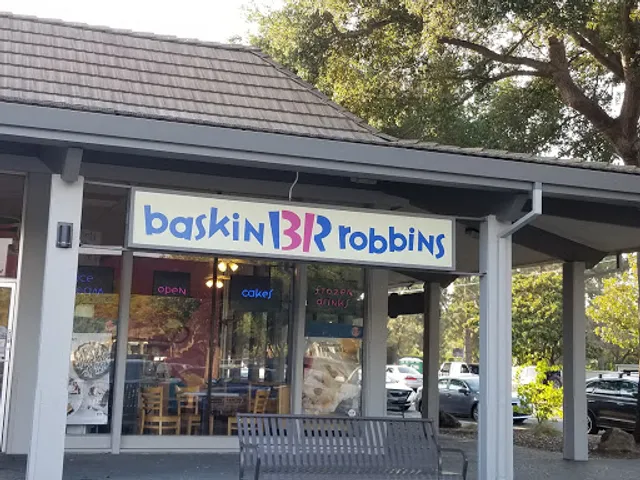 baskin BR robbins
open
cakes
frozen
drinks